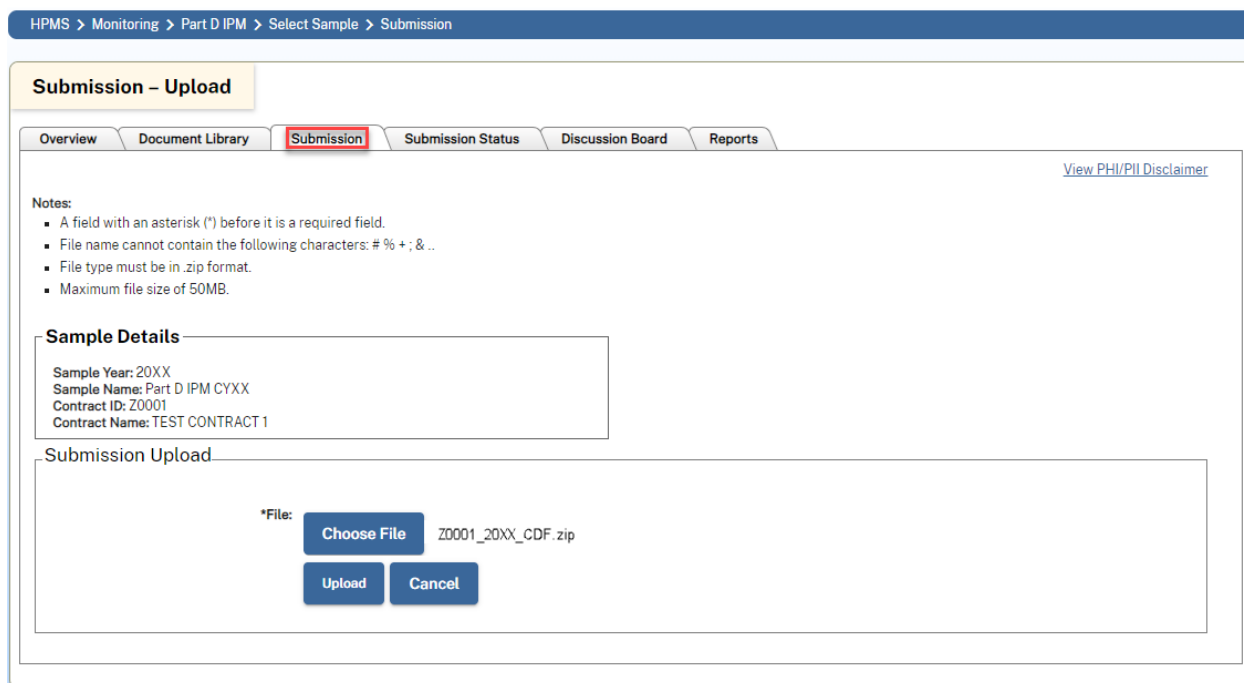 HPMS > Monitoring > Part D IPM > Select Sample > Submission
Submission – Upload
Overview Document Library Submission Submission Status Discussion Board Reports
View PHI/PII Disclaimer
Notes:
▪ A field with an asterisk (*) before it is a required field.
▪ File name cannot contain the following characters: # % + ; & ..
▪ File type must be in .zip format.
▪ Maximum file size of 50MB.
Sample Details
Sample Year: 20XX
Sample Name: Part D IPM CYXX
Contract ID: Z0001
Contract Name: TEST CONTRACT 1
Submission Upload
*File:
Choose File Z0001_20XX_CDF.zip
Upload Cancel